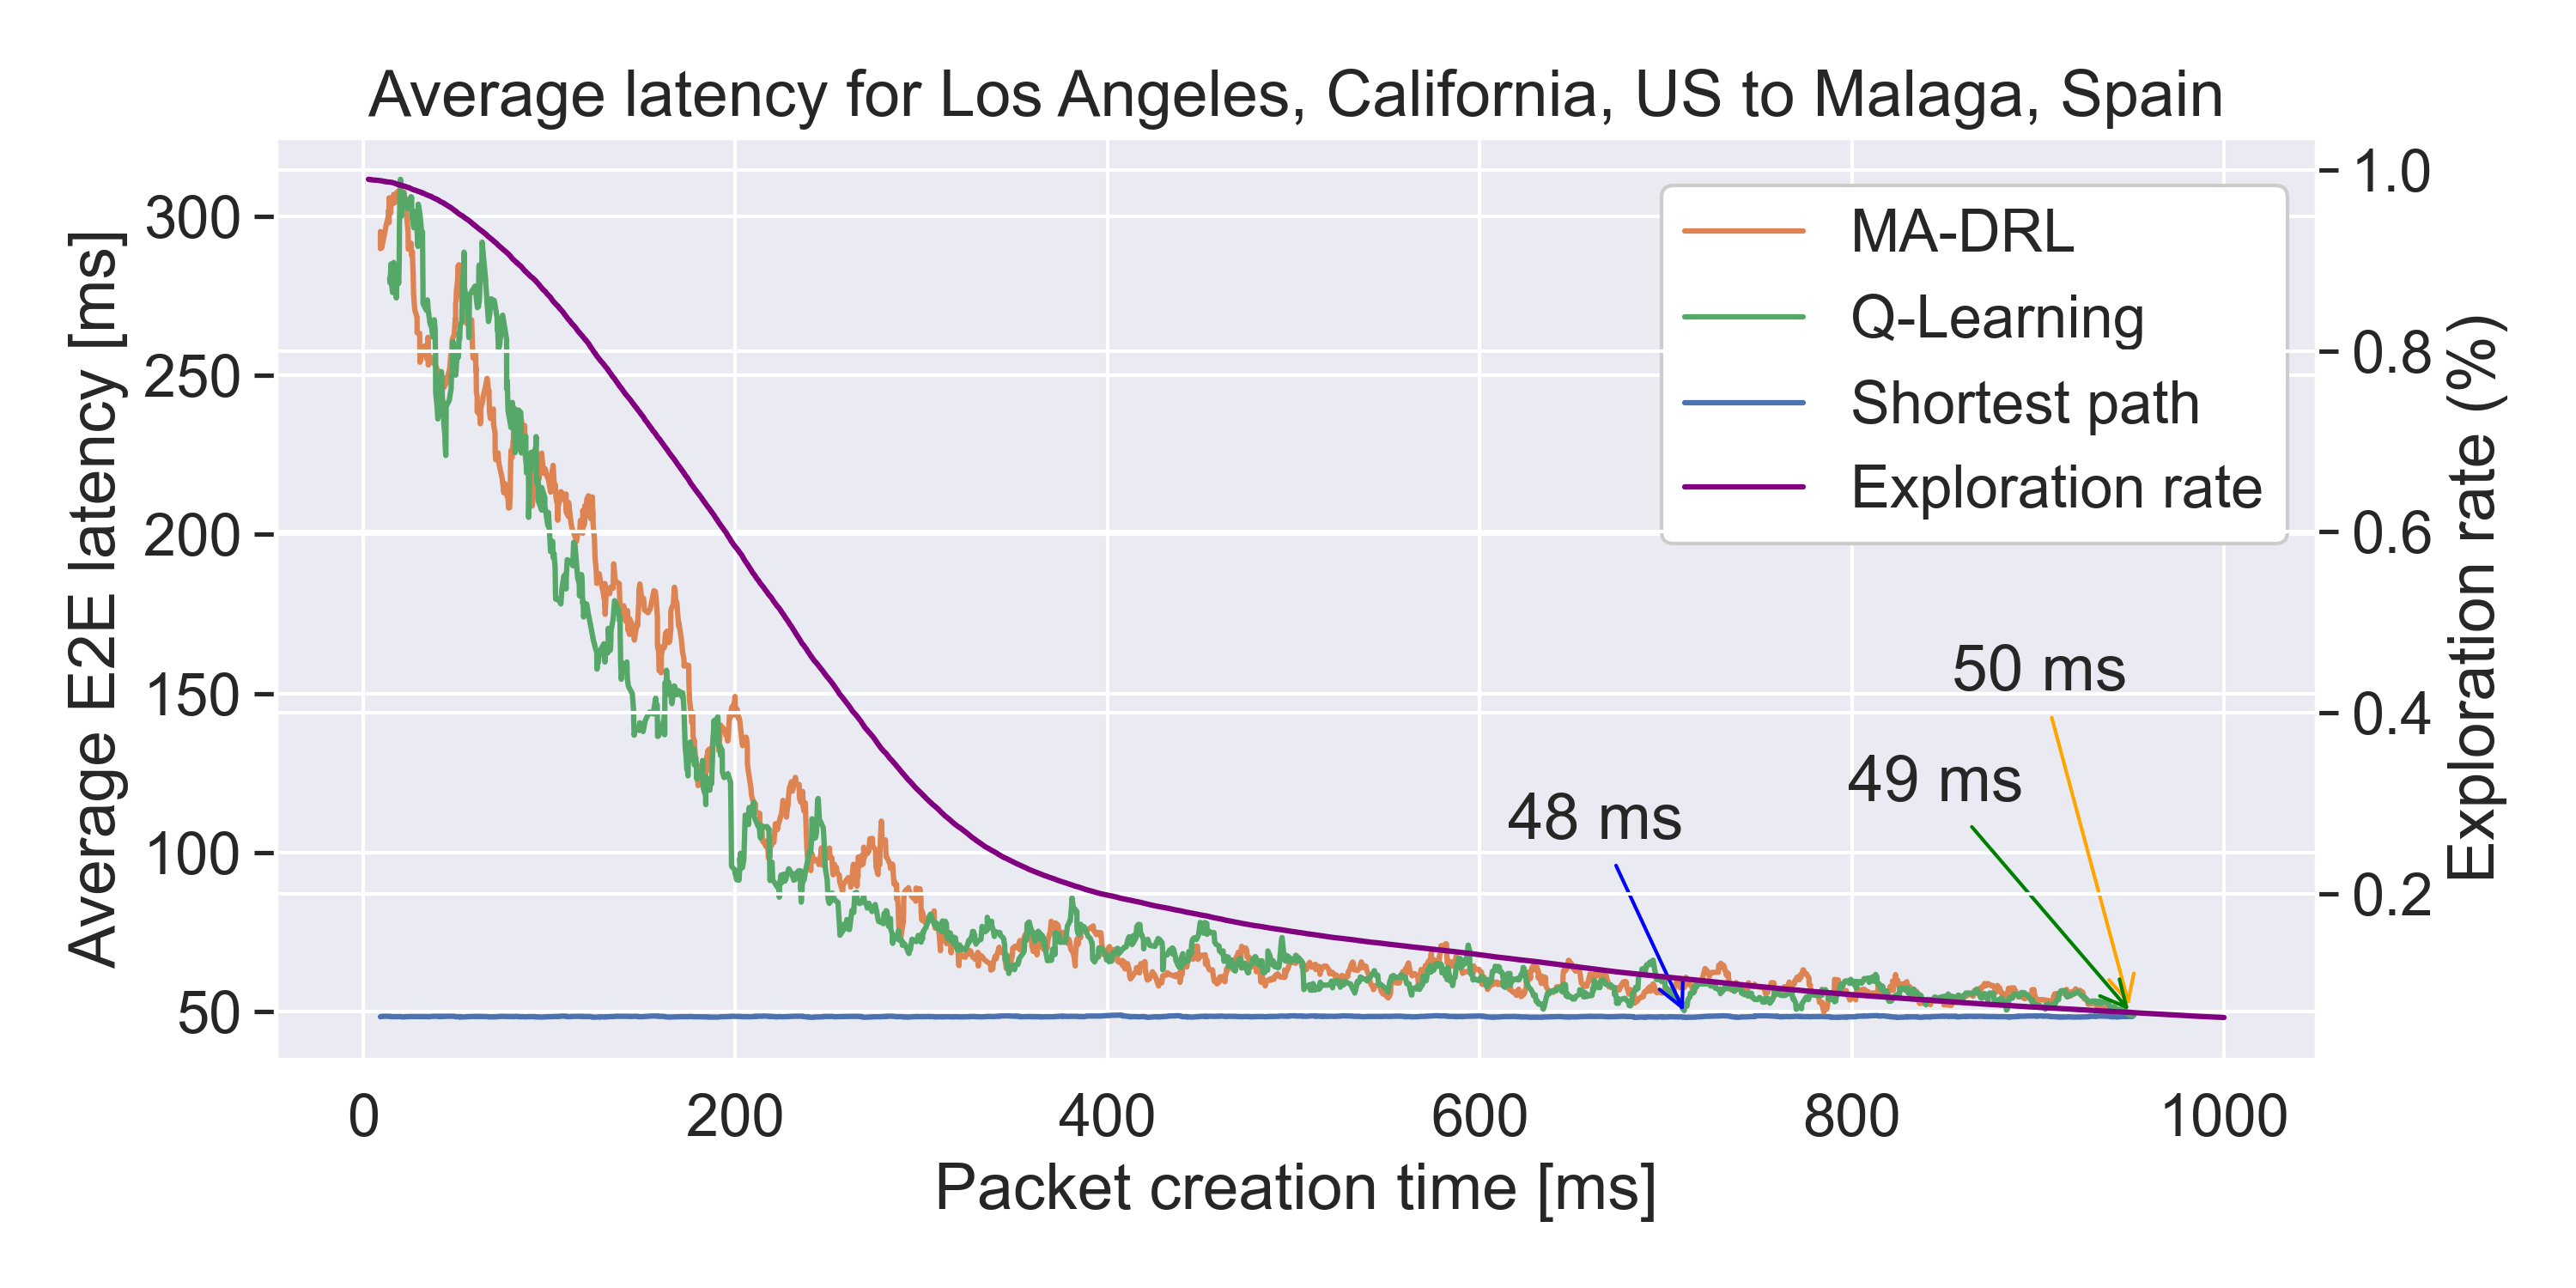 Average latency for Los Angeles, California, US to Malaga, Spain
Average E2E latency [ms]
300
250
200
150
100
50
1.0
0.8
0.6
0.4
0.2
Exploration rate (%)
MA-DRL
Q-Learning
Shortest path
Exploration rate
50 ms
49 ms
48 ms
0 200 400 600 800 1000
Packet creation time [ms]